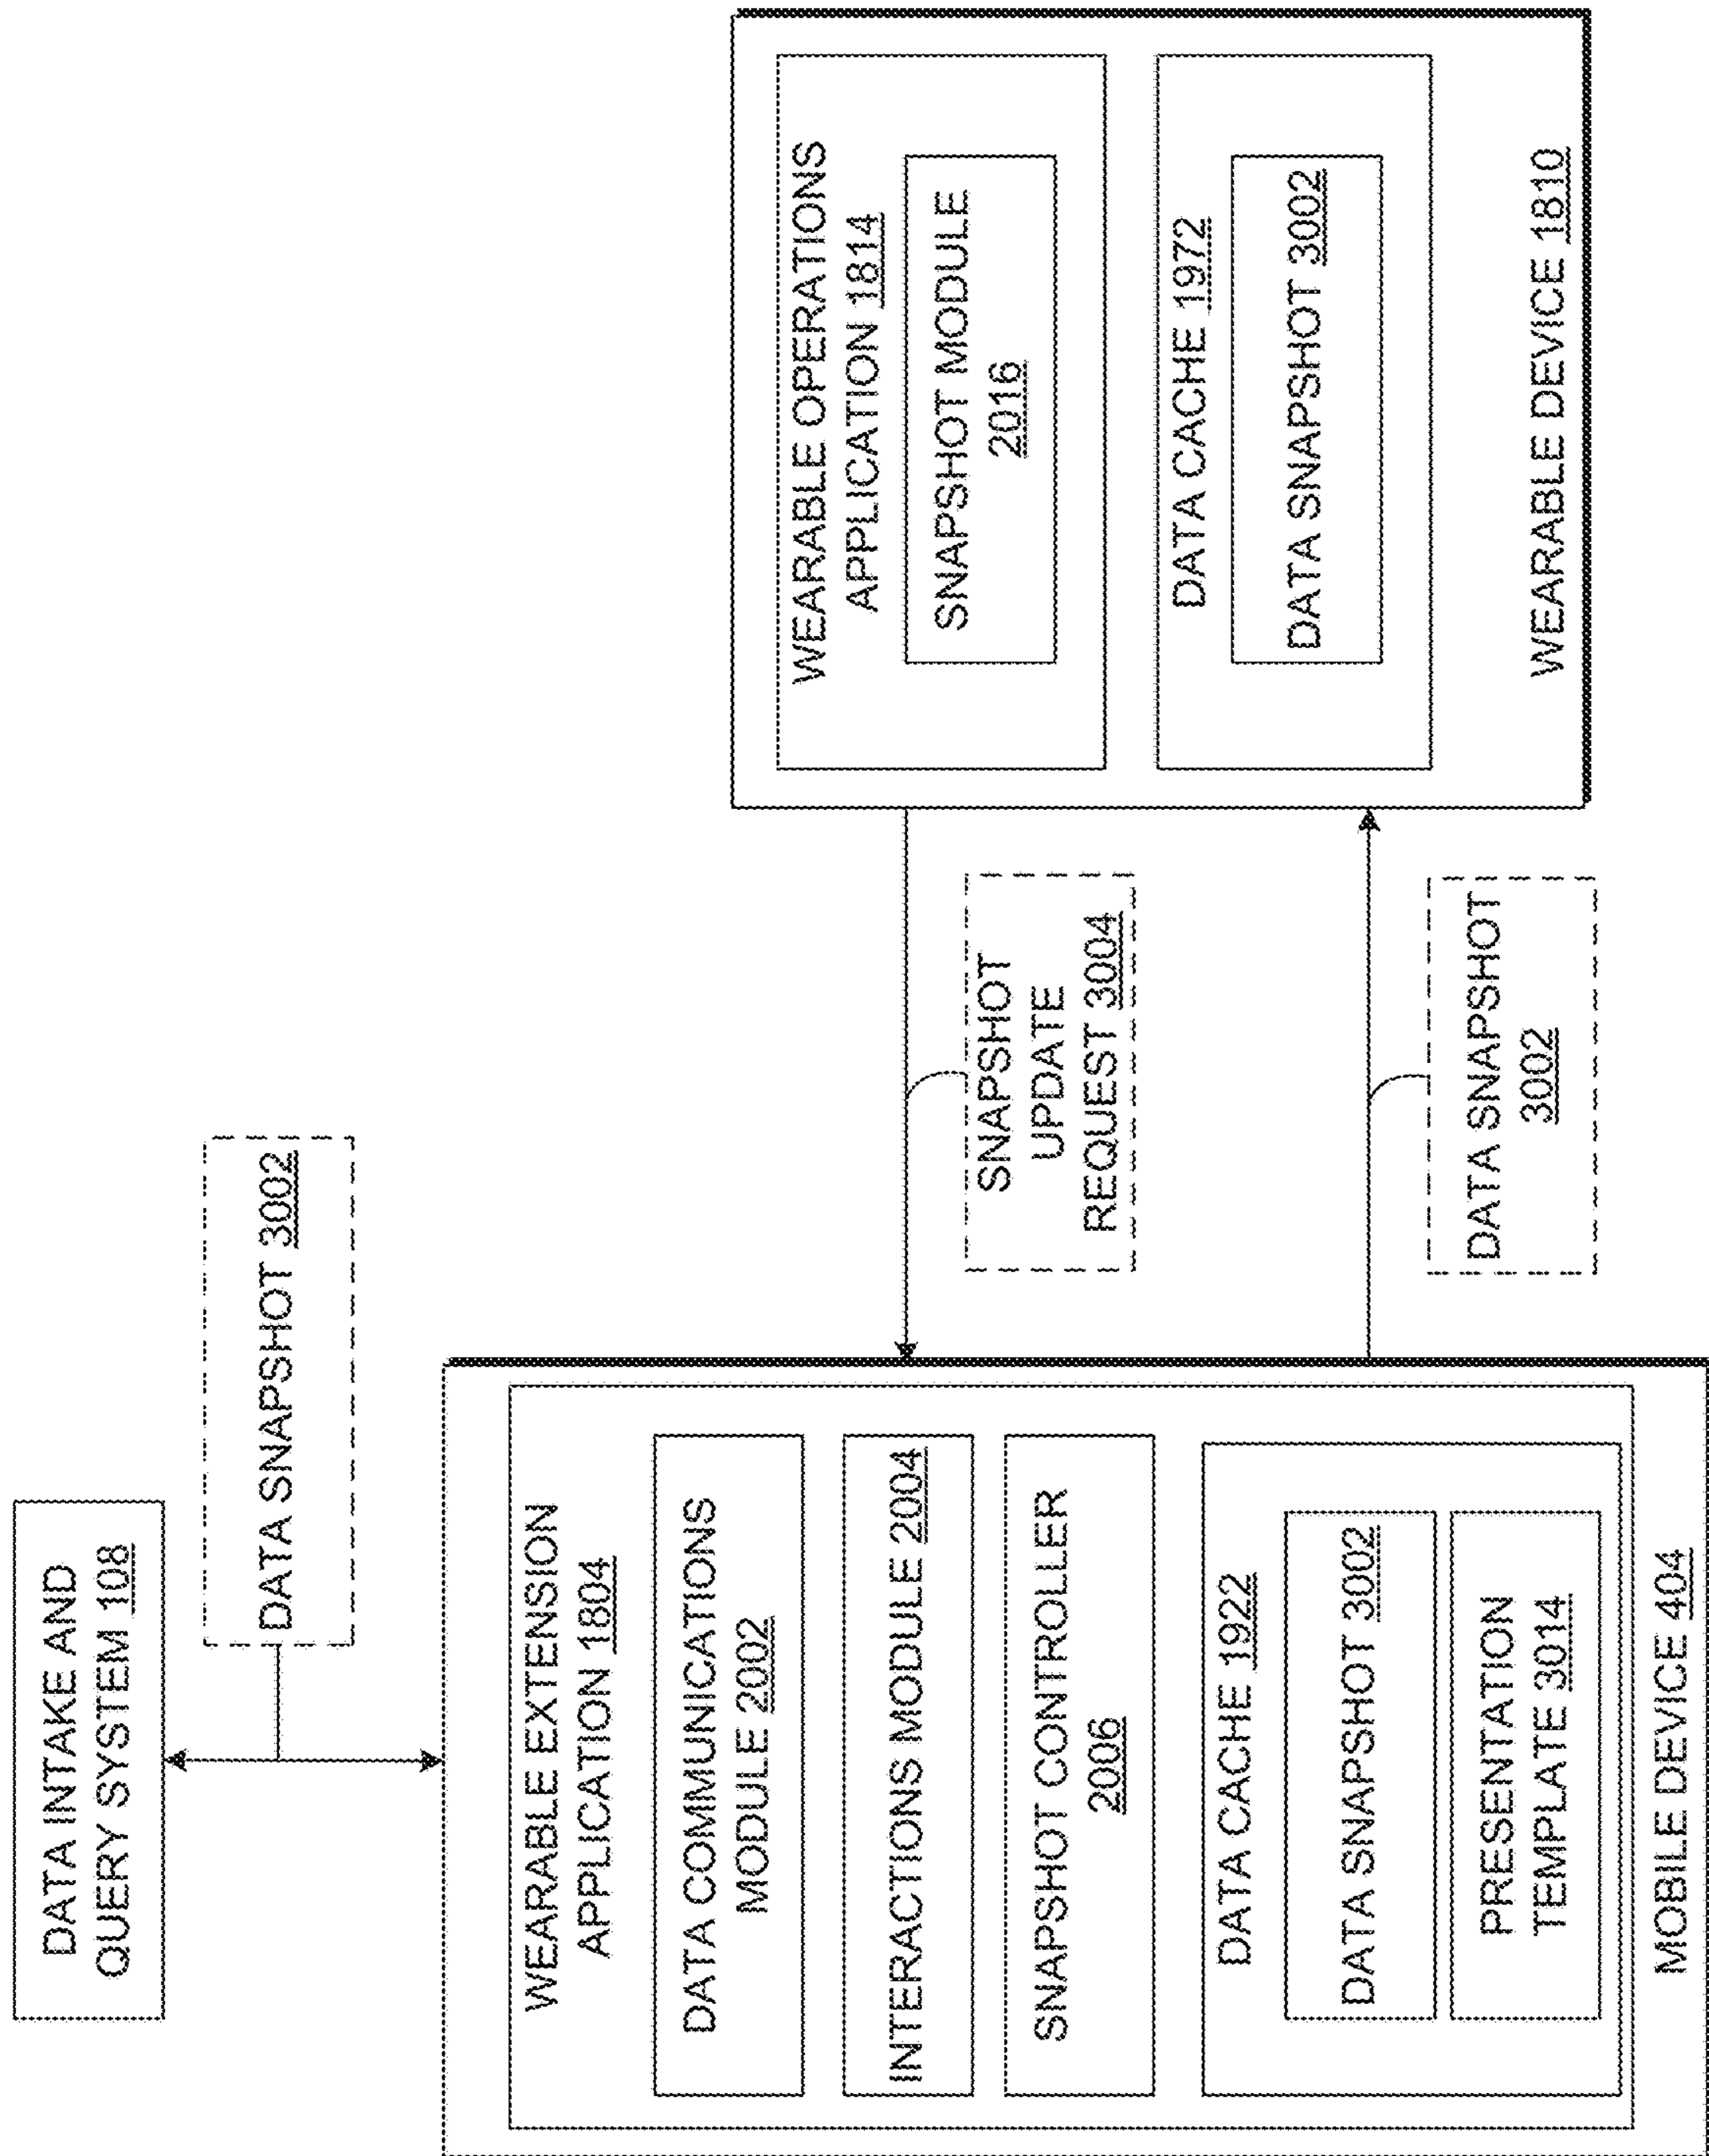 DATA INTAKE AND
QUERY SYSTEM 108
DATA SNAPSHOT 3002
WEARABLE EXTENSION
APPLICATION 1804
DATA COMMUNICATIONS
MODULE 2002
INTERACTIONS MODULE 2004
SNAPSHOT CONTROLLER
2006
DATA CACHE 1922
DATA SNAPSHOT 3002
PRESENTATION
TEMPLATE 3014
MOBILE DEVICE 404
SNAPSHOT
UPDATE
REQUEST 3004
DATA SNAPSHOT
3002
WEARABLE OPERATIONS
APPLICATION 1814
SNAPSHOT MODULE
2016
DATA CACHE 1972
DATA SNAPSHOT 3002
WEARABLE DEVICE 1810